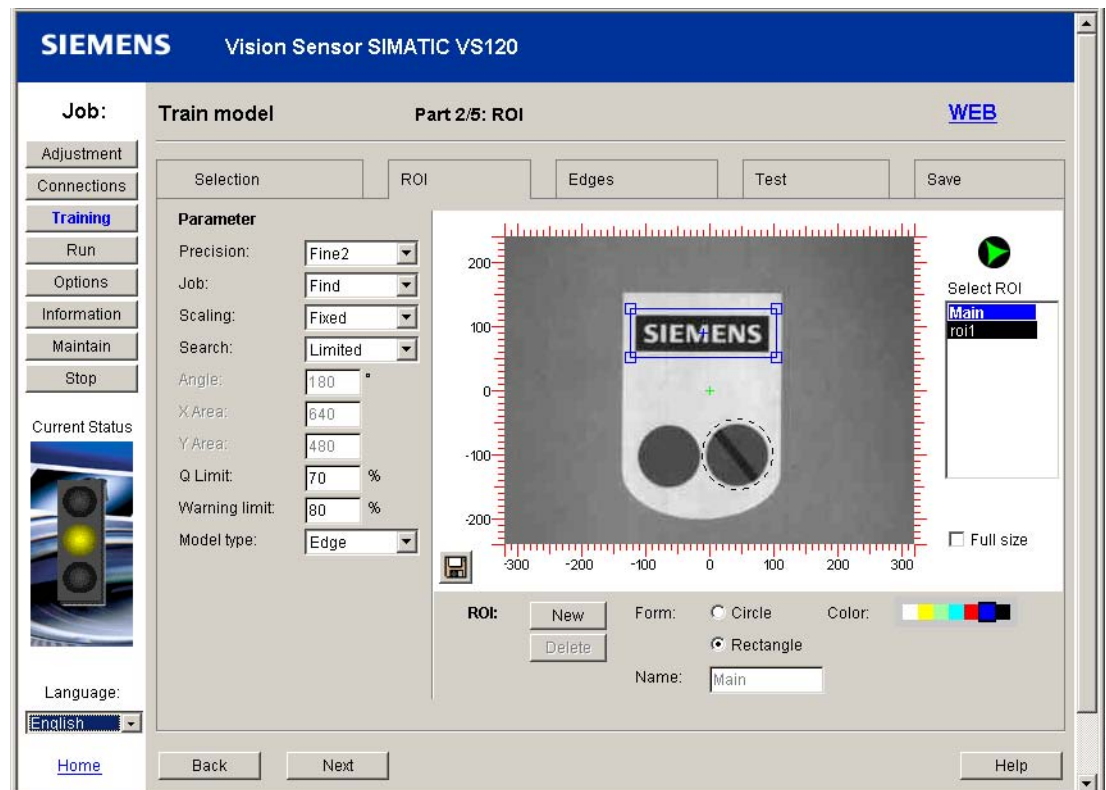 SIEMENS Vision Sensor SIMATIC VS120
Job:
Train model Part 2/5: ROI WEB
Adjustment
Connections
Training
Run
Options
Information
Maintain
Stop
Current Status
Language:
English
Home
Selection ROI Edges Test Save
Parameter
Precision: Fine2
Job: Find
Scaling: Fixed
Search: Limited
Angle: 180 °
X Area: 640
Y Area: 480
Q Limit: 70 %
Warning limit: 80 %
Model type: Edge
200
100
0
-100
-200
-300 -200 -100 0 100 200 300
SIEMENS
Select ROI
Main
roi1
Full size
ROI: New Form: Circle Color:
Delete Rectangle
Name: Main
Back Next Help